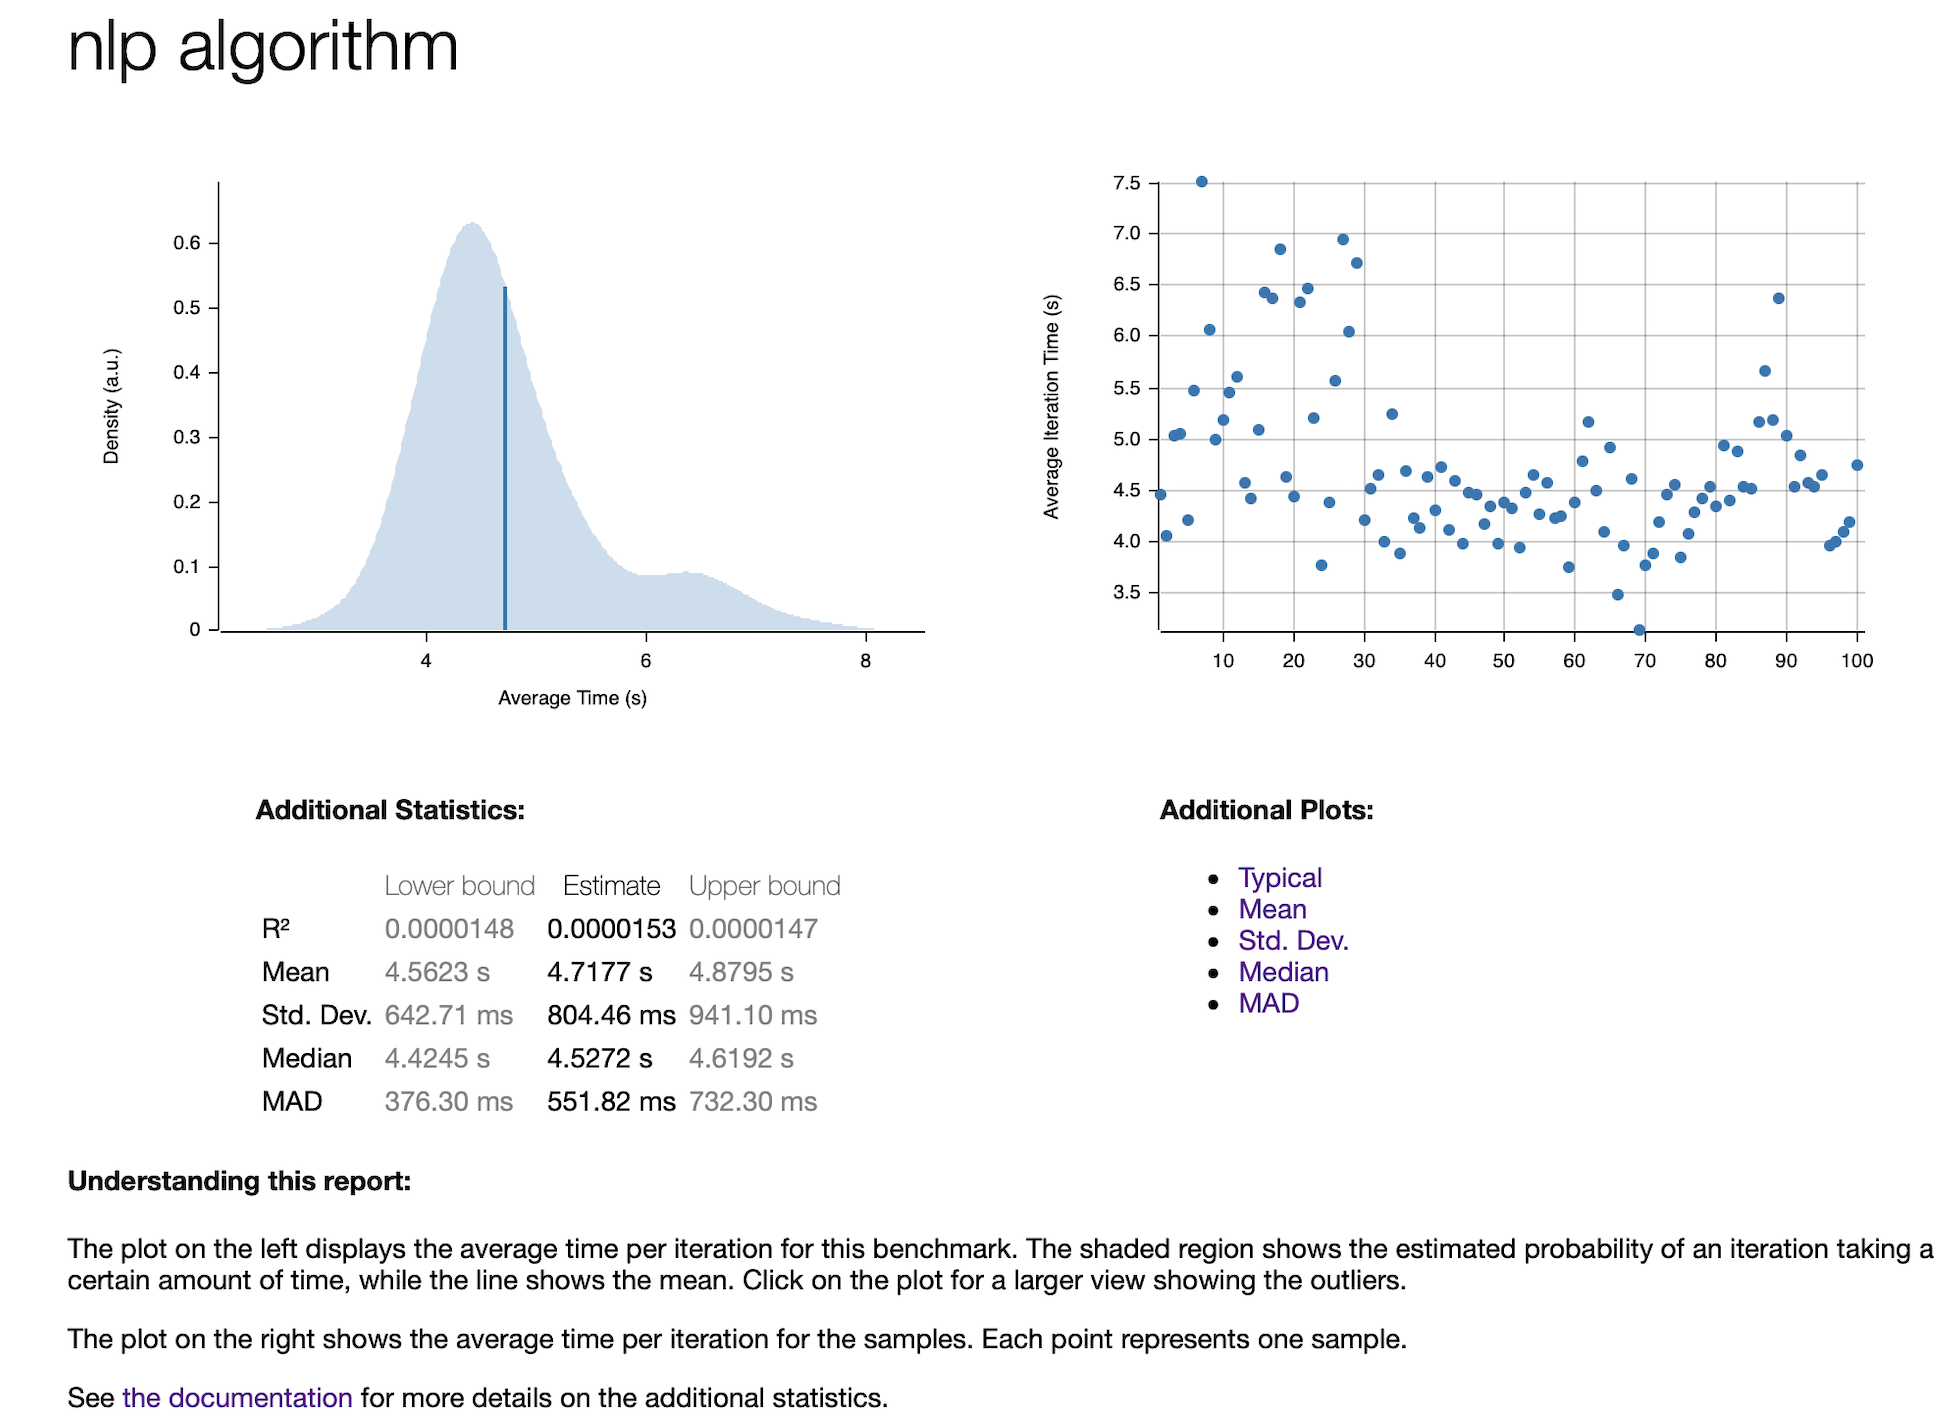 nlp algorithm
Density (a.u.)
0.6
0.5
0.4
0.3
0.2
0.1
0
4 6 8
Average Time (s)
Average Iteration Time (s)
7.5
7.0
6.5
6.0
5.5
5.0
4.5
4.0
3.5
10 20 30 40 50 60 70 80 90 100
Additional Statistics:
Lower bound Estimate Upper bound
R² 0.0000148 0.0000153 0.0000147
Mean 4.5623 s 4.7177 s 4.8795 s
Std. Dev. 642.71 ms 804.46 ms 941.10 ms
Median 4.4245 s 4.5272 s 4.6192 s
MAD 376.30 ms 551.82 ms 732.30 ms
Additional Plots:
• Typical
• Mean
• Std. Dev.
• Median
• MAD
Understanding this report:
The plot on the left displays the average time per iteration for this benchmark. The shaded region shows the estimated probability of an iteration taking a
certain amount of time, while the line shows the mean. Click on the plot for a larger view showing the outliers.
The plot on the right shows the average time per iteration for the samples. Each point represents one sample.
See the documentation for more details on the additional statistics.